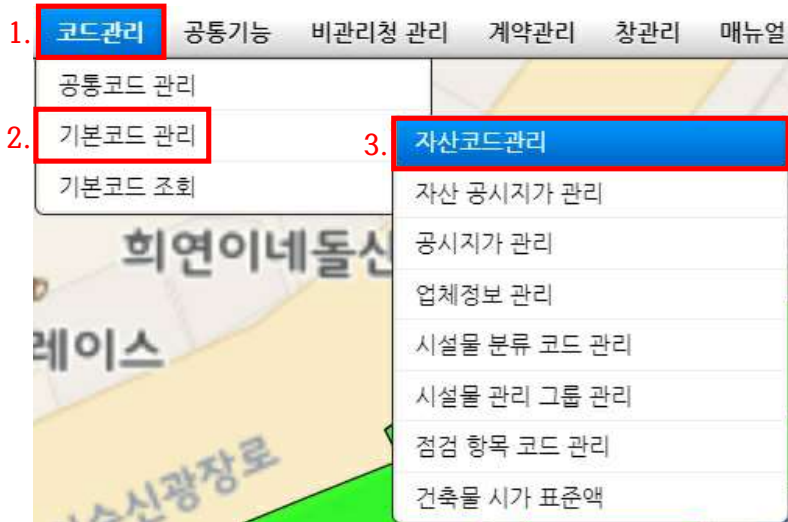 1. 코드관리 공통기능 비관리청 관리 계약관리 창관리 매뉴얼
공통코드 관리
2. 기본코드 관리
3. 자산코드관리
기본코드 조회
자산 공시지가 관리
공시지가 관리
업체정보 관리
시설물 분류 코드 관리
시설물 관리 그룹 관리
점검 항목 코드 관리
건축물 시가 표준액
희연이네돌신
레이스
신광장로